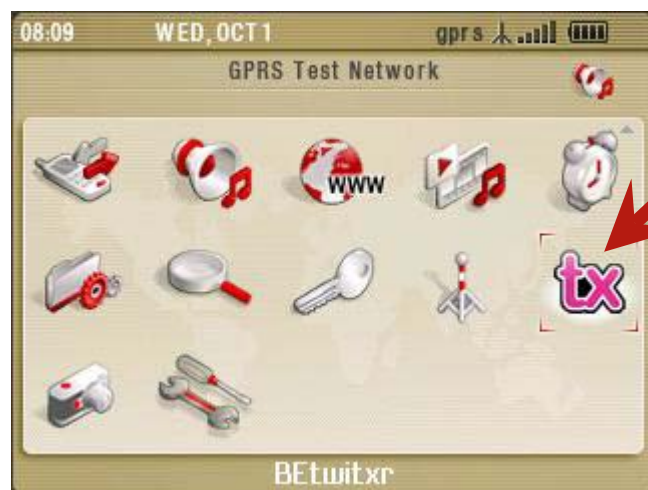 08:09 WED, OCT 1 gprs
GPRS Test Network
WWW
tx
BEtwitxr